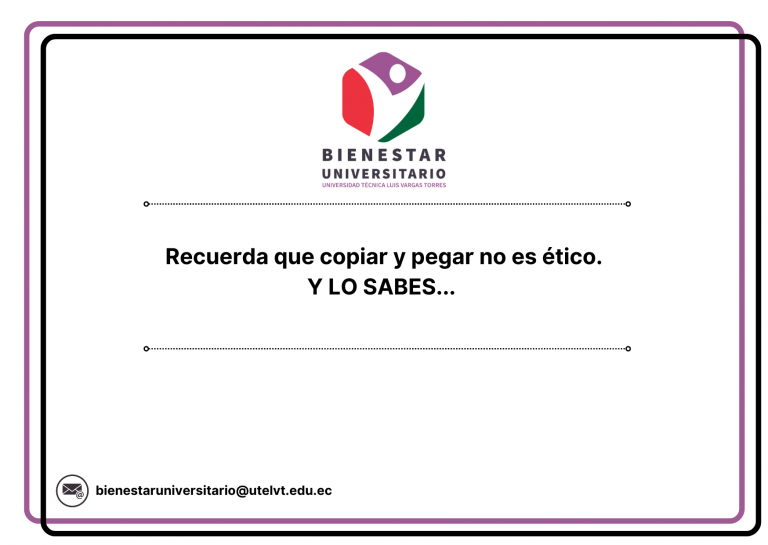 BIENESTAR
UNIVERSITARIO
UNIVERSIDAD TÉCNICA LUIS VARGAS TORRES
Recuerda que copiar y pegar no es ético.
Y LO SABES...
@
bienestaruniversitario@utelvt.edu.ec